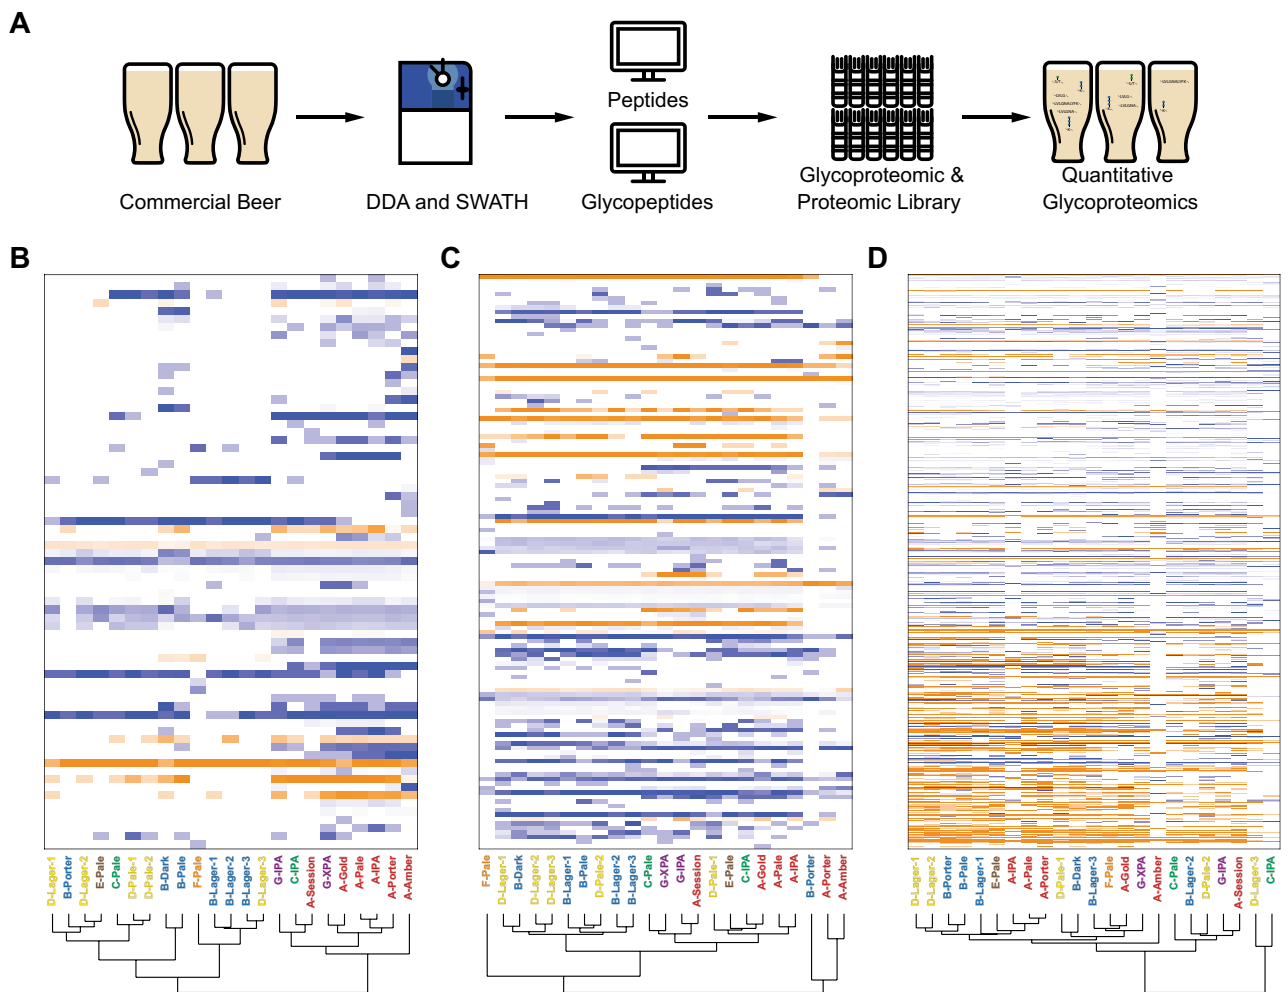 A
Peptides
Glycopeptides
Commercial Beer
DDA and SWATH
Glycoproteomic &
Proteomic Library
Quantitative
Glycoproteomics
B
D-Lager-1
B-Porter
D-Lager-2
E-Pale
C-Pale
D-Pale-1
D-Pale-2
B-Dark
B-Pale
F-Pale
B-Lager-1
B-Lager-2
B-Lager-3
D-Lager-3
G-IPA
C-IPA
A-Session
G-XPA
A-Gold
A-Pale
A-IPA
A-Porter
A-Amber
C
F-Pale
D-Lager-1
B-Dark
D-Lager-2
D-Lager-3
B-Lager-1
B-Pale
D-Pale-2
B-Lager-2
B-Lager-3
C-Pale
G-XPA
G-IPA
A-Session
D-Pale-1
E-Pale
C-IPA
A-Gold
A-Pale
A-IPA
B-Porter
A-Porter
A-Amber
D
D-Lager-1
D-Lager-2
B-Porter
B-Pale
B-Lager-1
E-Pale
A-IPA
A-Pale
A-Porter
D-Pale-1
B-Dark
B-Lager-3
F-Pale
A-Gold
G-XPA
A-Amber
C-Pale
B-Lager-2
D-Pale-2
G-IPA
A-Session
D-Lager-3
C-IPA